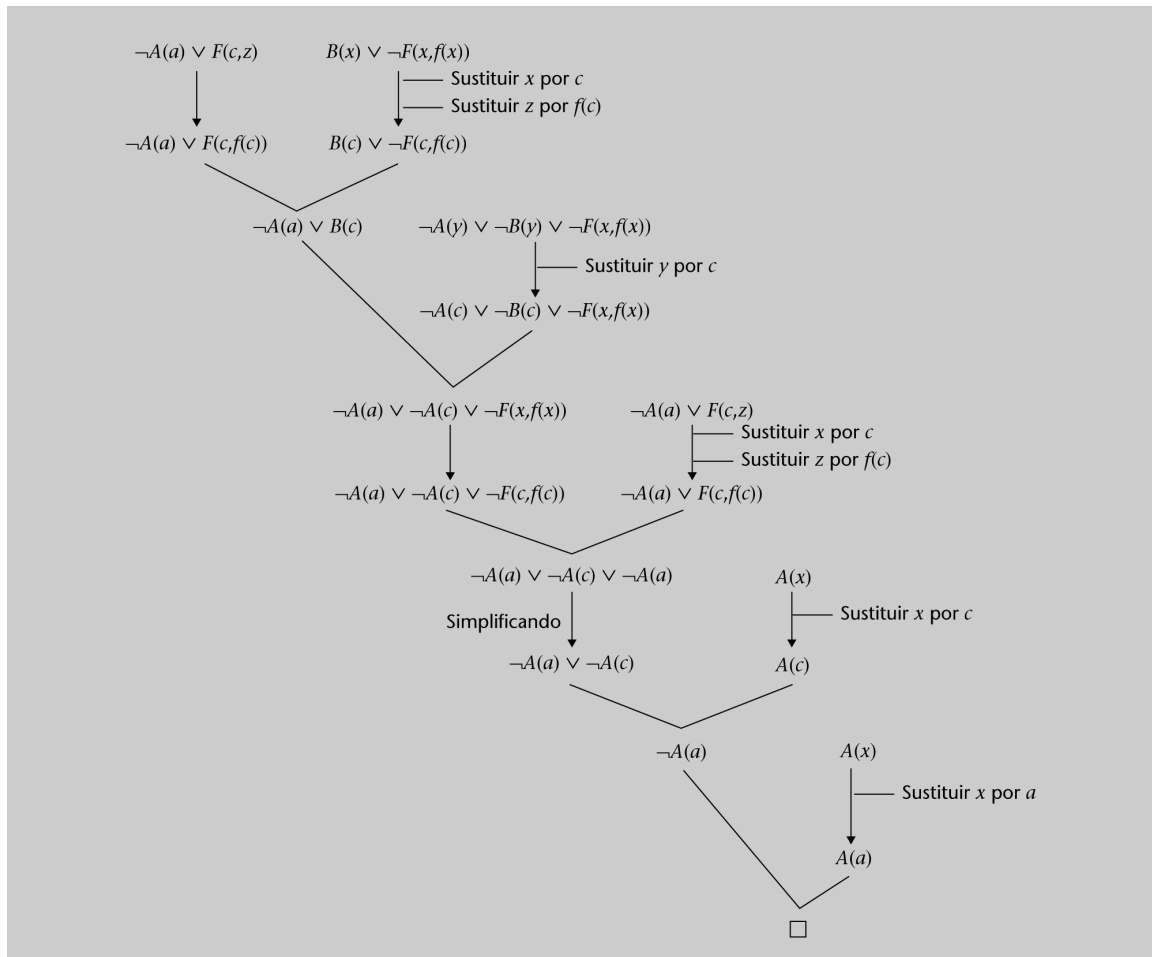 ¬A(a) ∨ F(c,z) B(x) ∨ ¬F(x,f(x))
Sustituir x por c
Sustituir z por f(c)
¬A(a) ∨ F(c,f(c)) B(c) ∨ ¬F(c,f(c))
¬A(a) ∨ B(c) ¬A(y) ∨ ¬B(y) ∨ ¬F(x,f(x))
Sustituir y por c
¬A(c) ∨ ¬B(c) ∨ ¬F(x,f(x))
¬A(a) ∨ ¬A(c) ∨ ¬F(x,f(x)) ¬A(a) ∨ F(c,z)
Sustituir x por c
Sustituir z por f(c)
¬A(a) ∨ ¬A(c) ∨ ¬F(c,f(c)) ¬A(a) ∨ F(c,f(c))
¬A(a) ∨ ¬A(c) ∨ ¬A(a) A(x)
Simplificando Sustituir x por c
¬A(a) ∨ ¬A(c) A(c)
¬A(a) A(x)
Sustituir x por a
A(a)
□